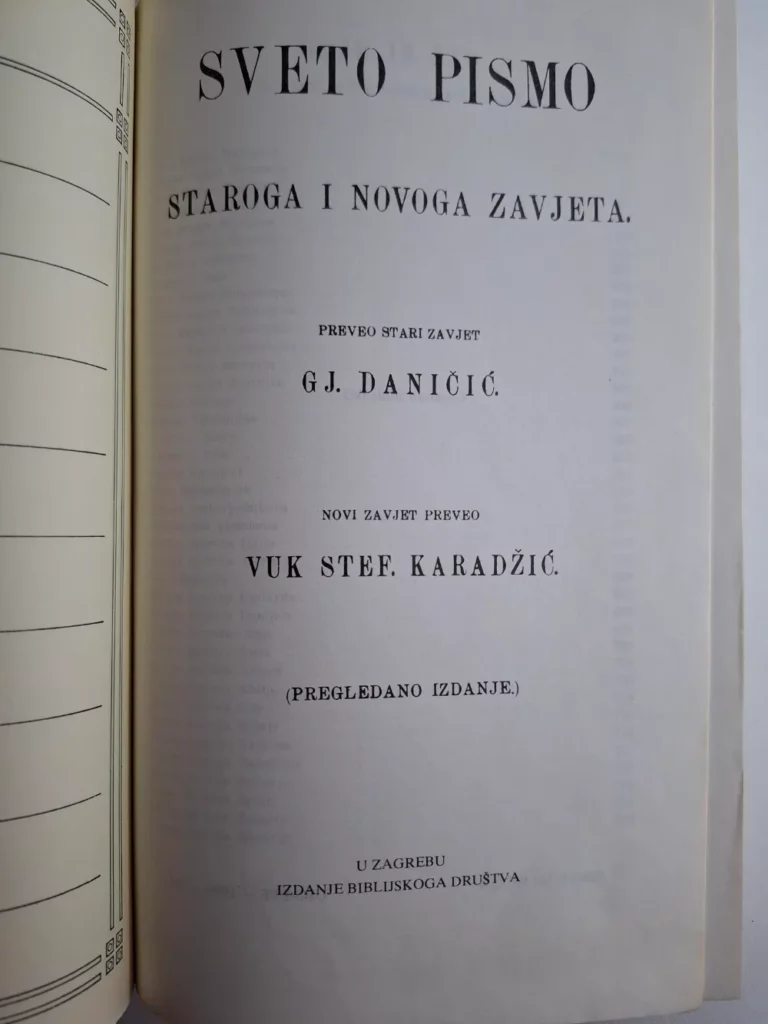 SVETO PISMO
STAROGA I NOVOGA ZAVJETA.
PREVEO STARI ZAVJET
GJ. DANIČIĆ.
NOVI ZAVJET PREVEO
VUK STEF. KARADŽIĆ.
(PREGLEDANO IZDANJE.)
U ZAGREBU
IZDANJE BIBLIJSKOGA DRUŠTVA